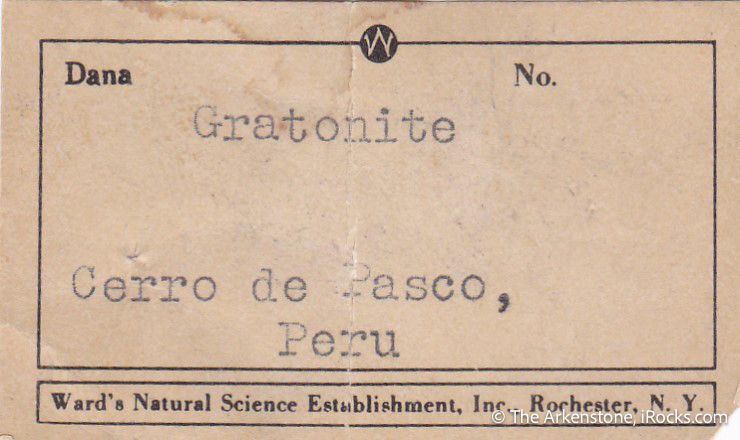 W
Dana No.
Gratonite
Cerro de Pasco,
Peru
Ward's Natural Science Establishment, Inc., Rochester, N. Y.
© The Arkenstone, iRocks.com